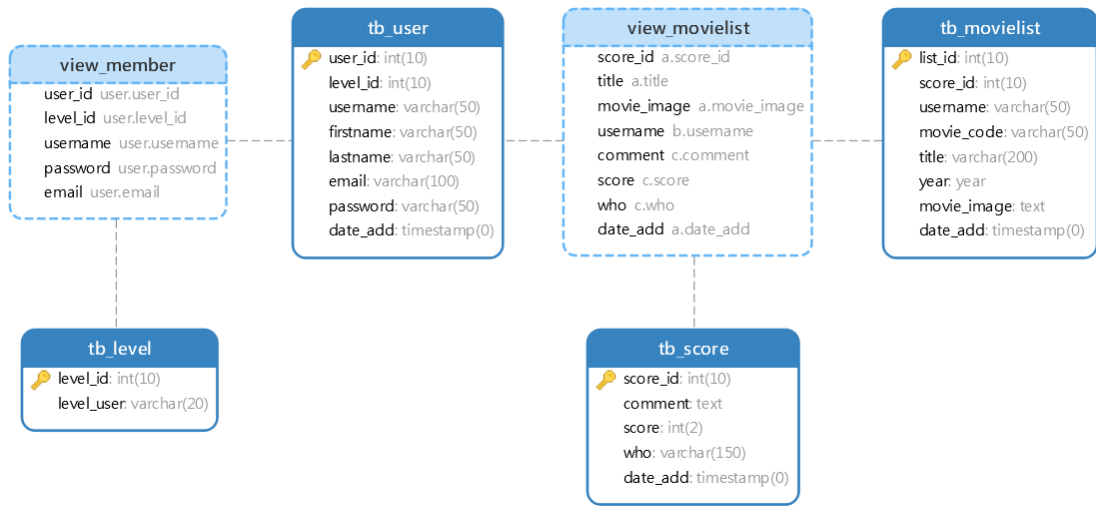 view_member
user_id user.user_id
level_id user.level_id
username user.username
password user.password
email user.email
tb_user
user_id: int(10)
level_id: int(10)
username: varchar(50)
firstname: varchar(50)
lastname: varchar(50)
email: varchar(100)
password: varchar(50)
date_add: timestamp(0)
view_movielist
score_id a.score_id
title a.title
movie_image a.movie_image
username b.username
comment c.comment
score c.score
who c.who
date_add a.date_add
tb_movielist
list_id: int(10)
score_id: int(10)
username: varchar(50)
movie_code: varchar(50)
title: varchar(200)
year: year
movie_image: text
date_add: timestamp(0)
tb_level
level_id: int(10)
level_user: varchar(20)
tb_score
score_id: int(10)
comment: text
score: int(2)
who: varchar(150)
date_add: timestamp(0)